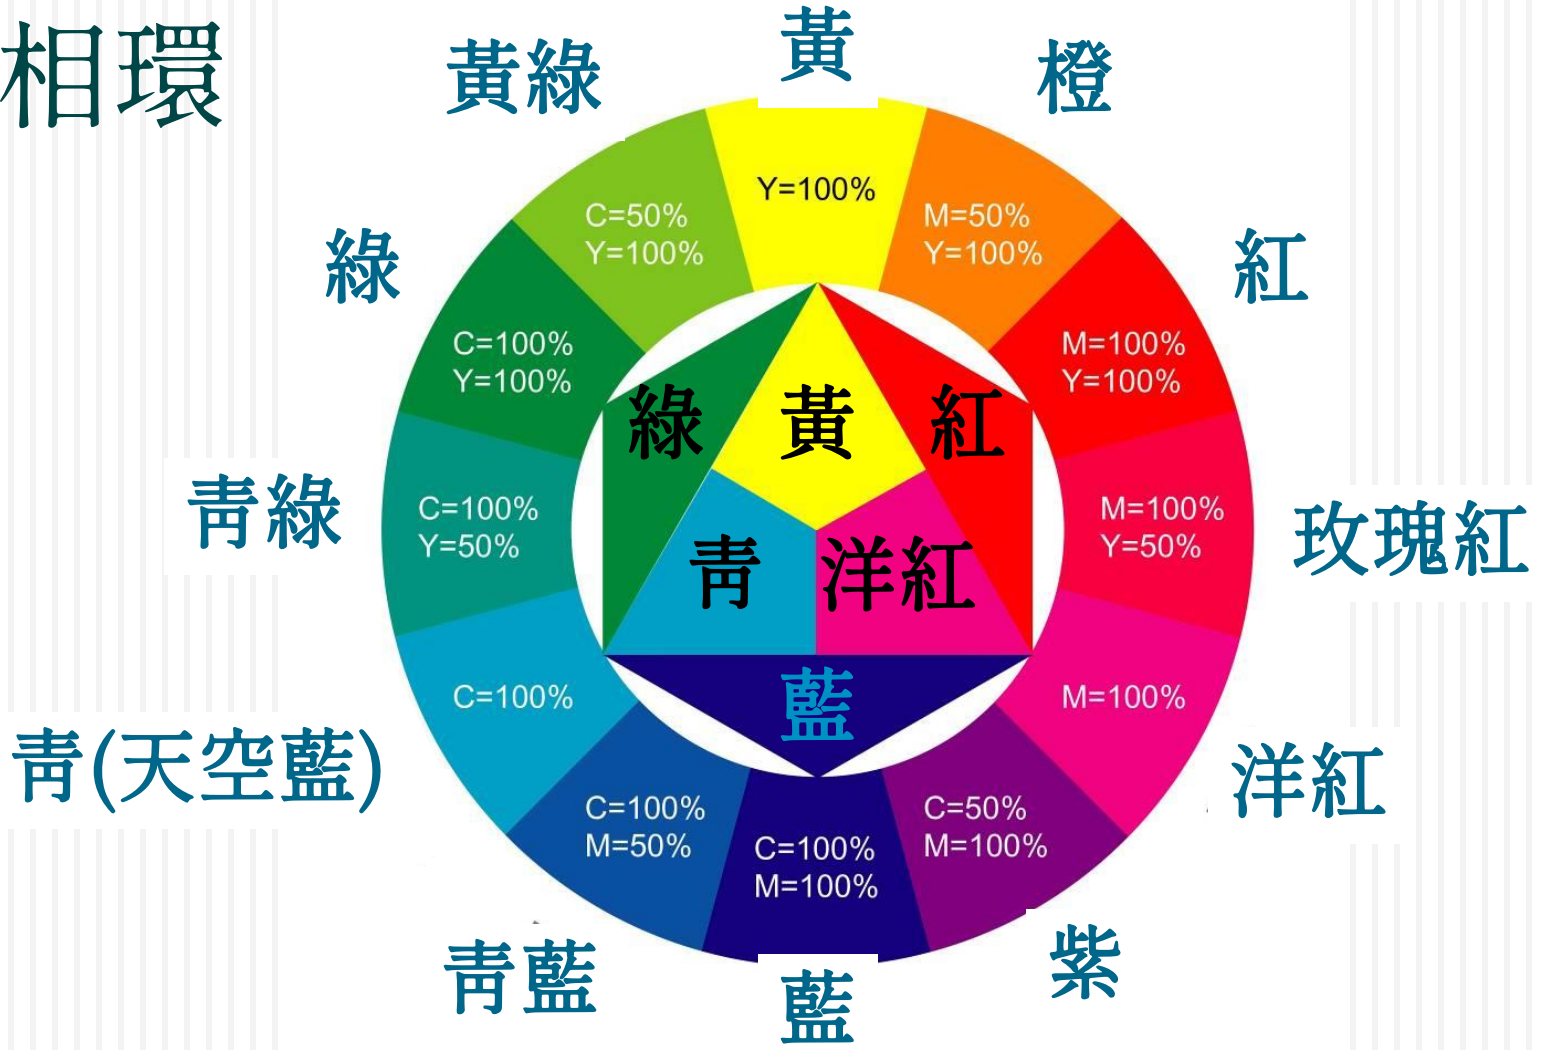 相環
黃
黃綠
橙
Y=100%
C=50%
Y=100%
M=50%
Y=100%
綠
紅
C=100%
Y=100%
M=100%
Y=100%
綠
黃
紅
青綠
C=100%
Y=50%
M=100%
Y=50%
玫瑰紅
青
洋紅
C=100%
M=100%
藍
青(天空藍)
洋紅
C=100%
M=50%
C=100%
M=100%
C=50%
M=100%
青藍
藍
紫